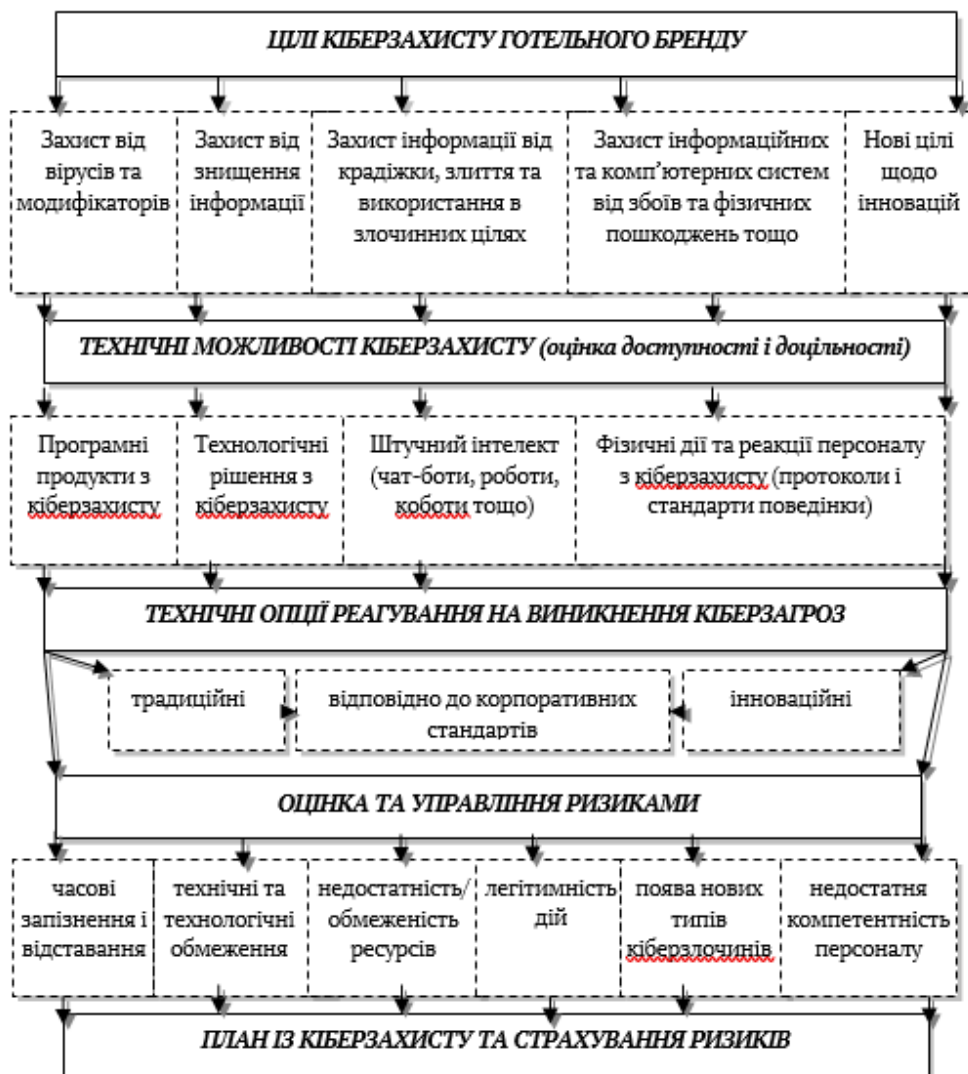 ЦІЛІ КІБЕРЗАХИСТУ ГОТЕЛЬНОГО БРЕНДУ
Захист від
вірусів та
модифікаторів
Захист від
знищення
інформації
Захист інформації від
крадіжки, злиття та
використання в
злочинних цілях
Захист інформаційних
та комп’ютерних систем
від збоїв та фізичних
пошкоджень тощо
Нові цілі
щодо
інновацій
ТЕХНІЧНІ МОЖЛИВОСТІ КІБЕРЗАХИСТУ (оцінка доступності і доцільності)
Програмні
продукти з
кіберзахисту
Технологічні
рішення з
кіберзахисту
Штучний інтелект
(чат-боти, роботи,
коботи тощо)
Фізичні дії та реакції персоналу
з кіберзахисту (протоколи і
стандарти поведінки)
ТЕХНІЧНІ ОПЦІЇ РЕАГУВАННЯ НА ВИНИКНЕННЯ КІБЕРЗАГРОЗ
традиційні
відповідно до корпоративних
стандартів
інноваційні
ОЦІНКА ТА УПРАВЛІННЯ РИЗИКАМИ
часові
запізнення і
відставання
технічні та
технологічні
обмеження
недостатність/
обмеженість
ресурсів
легітимність
дій
поява нових
типів
кіберзлочинів
недостатня
компетентність
персоналу
ПЛАН ІЗ КІБЕРЗАХИСТУ ТА СТРАХУВАННЯ РИЗИКІВ